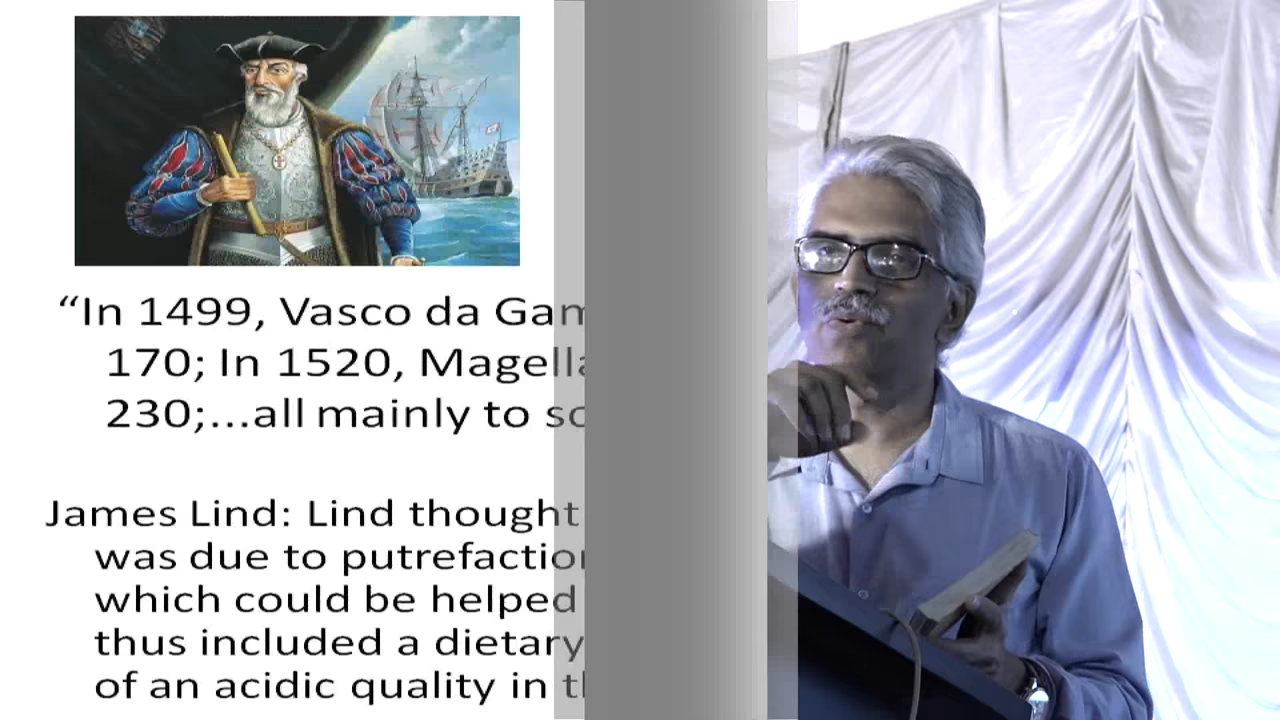 “In 1499, Vasco da Gam
170; In 1520, Magella
230;...all mainly to sc
James Lind: Lind thought
was due to putrefaction
which could be helped
thus included a dietary
of an acidic quality in t